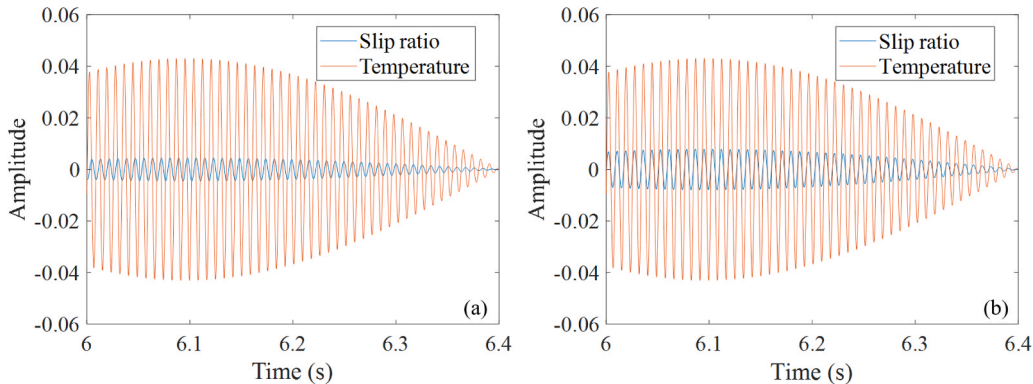 0.06
0.04
0.02
0
-0.02
-0.04
-0.06
Amplitude
Slip ratio
Temperature
(a)
6
6.1
6.2
6.3
6.4
Time (s)
0.06
0.04
0.02
0
-0.02
-0.04
-0.06
Amplitude
Slip ratio
Temperature
(b)
6
6.1
6.2
6.3
6.4
Time (s)